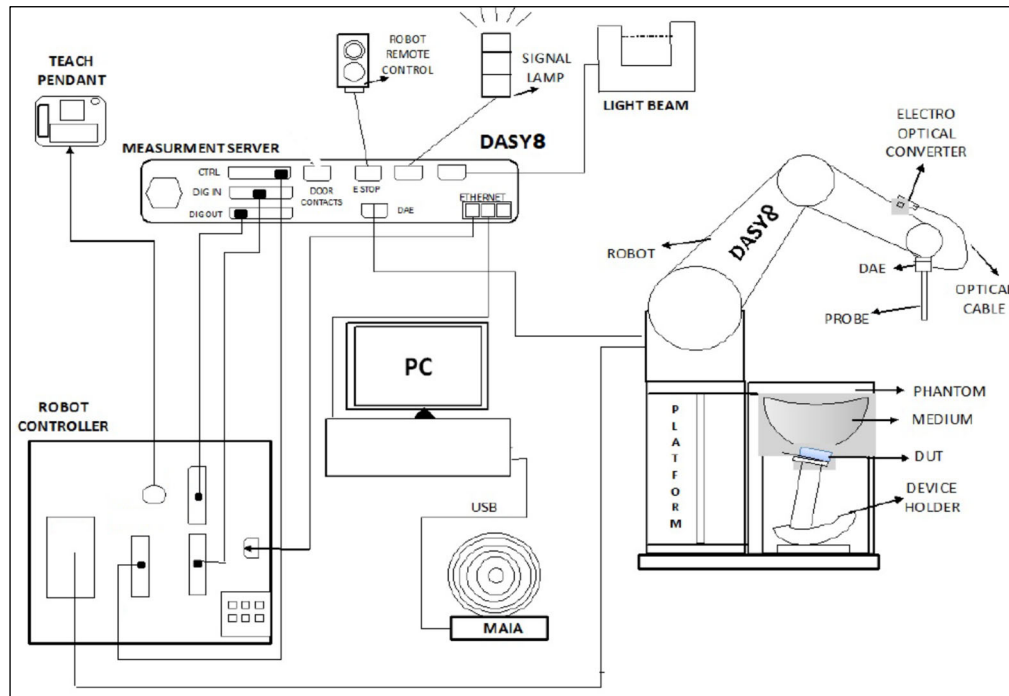 TEACH
PENDANT
ROBOT
REMOTE
CONTROL
SIGNAL
LAMP
LIGHT BEAM
ELECTRO
OPTICAL
CONVERTER
MEASURMENT SERVER
DASY8
CTRL
DIG IN
DIG OUT
DOOR
CONTACTS
E STOP
DAE
ETHERNET
ROBOT
DASY8
DAE
PROBE
OPTICAL
CABLE
PC
ROBOT
CONTROLLER
PLATFORM
PHANTOM
MEDIUM
DUT
DEVICE
HOLDER
USB
MAIA